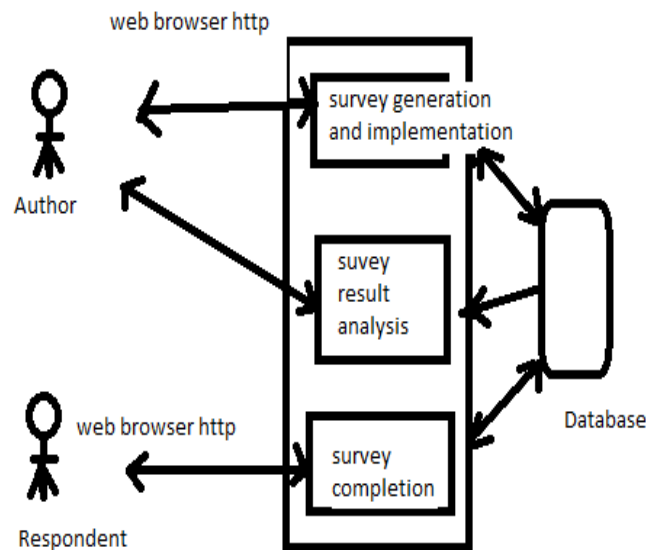 web browser http
survey generation
and implementation
Author
suvey
result
analysis
Database
web browser http
survey
completion
Respondent